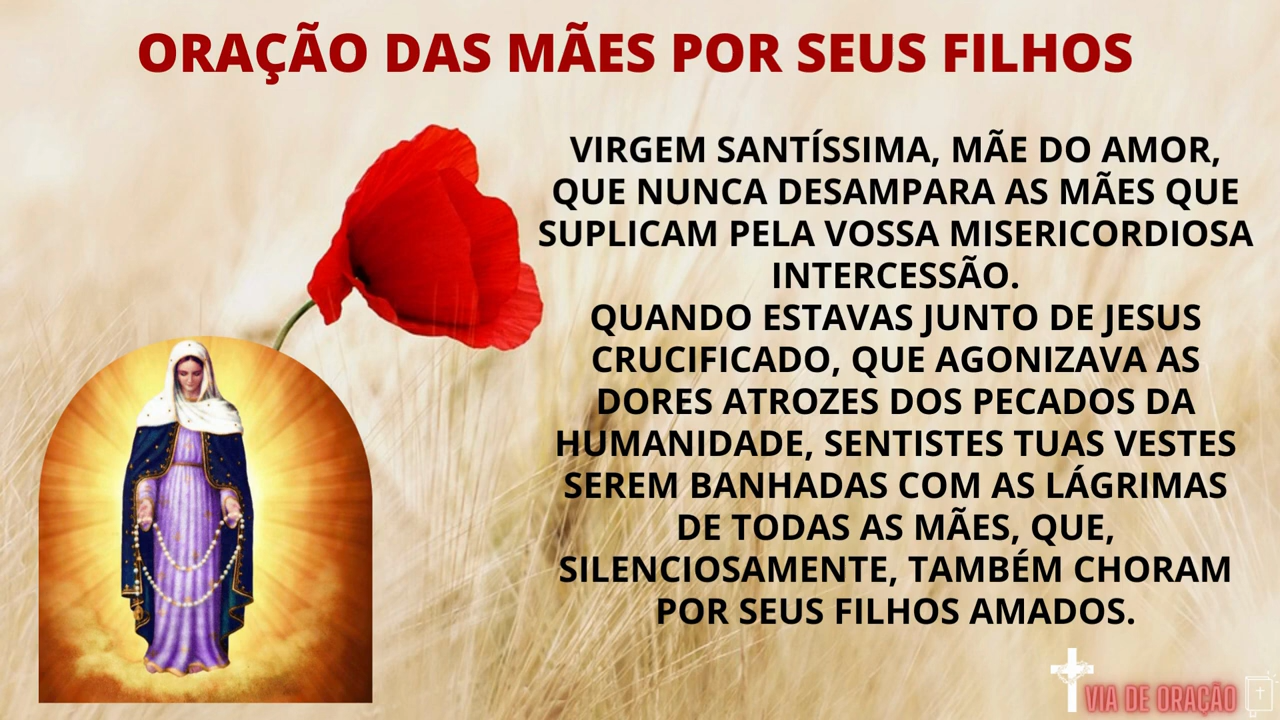 ORAÇÃO DAS MÃES POR SEUS FILHOS
VIRGEM SANTÍSSIMA, MÃE DO AMOR,
QUE NUNCA DESAMPARA AS MÃES QUE
SUPLICAM PELA VOSSA MISERICORDIOSA
INTERCESSÃO.
QUANDO ESTAVAS JUNTO DE JESUS
CRUCIFICADO, QUE AGONIZAVA AS
DORES ATROZES DOS PECADOS DA
HUMANIDADE, SENTISTES TUAS VESTES
SEREM BANHADAS COM AS LÁGRIMAS
DE TODAS AS MÃES, QUE,
SILENCIOSAMENTE, TAMBÉM CHORAM
POR SEUS FILHOS AMADOS.
VIA DE ORAÇÃO